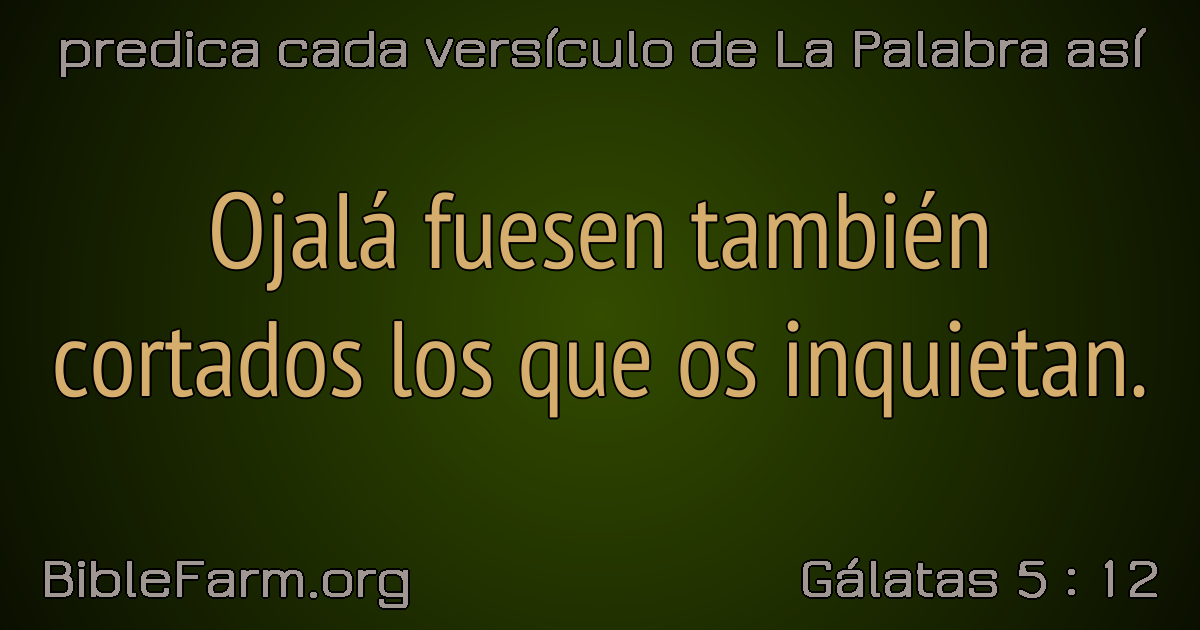 predica cada versículo de La Palabra así
Ojalá fuesen también
cortados los que os inquietan.
BibleFarm.org
Gálatas 5 : 12